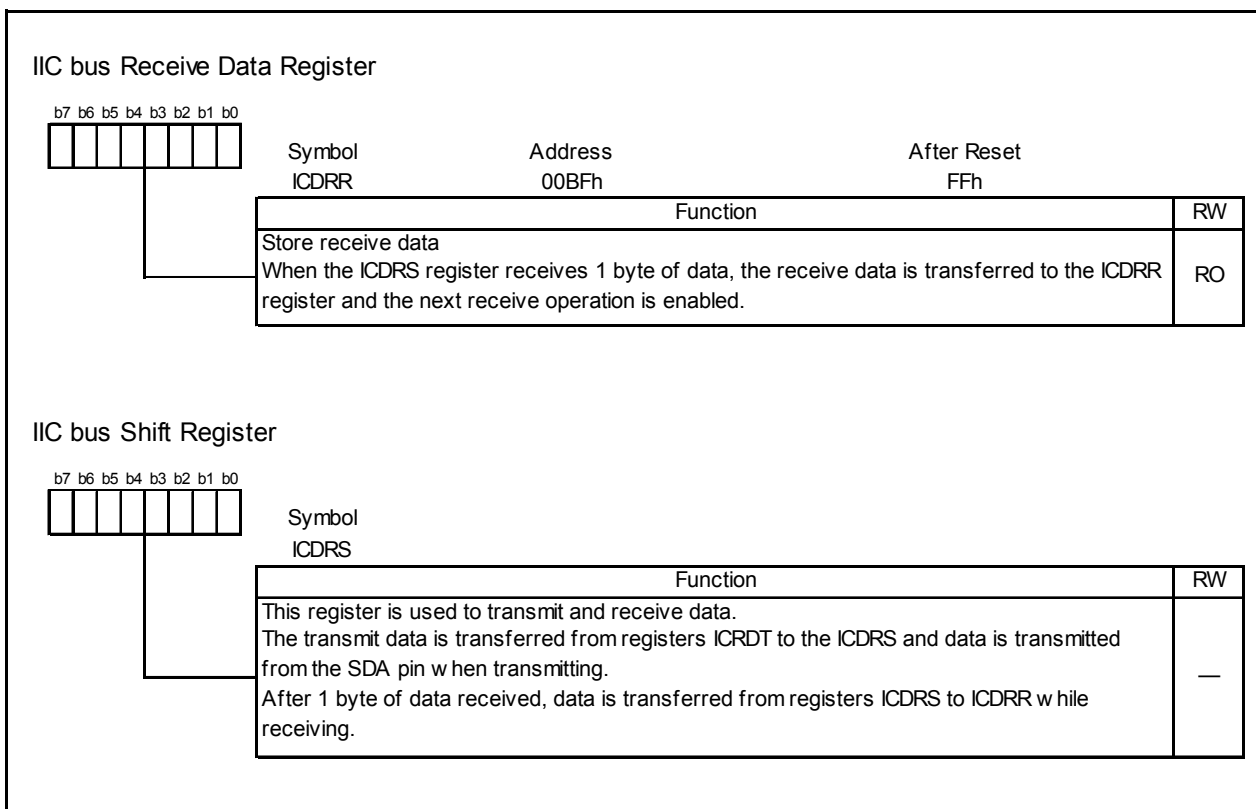 IIC bus Receive Data Register
b7 b6 b5 b4 b3 b2 b1 b0
Symbol Address After Reset
ICDRR 00BFh FFh
Function RW
Store receive data
When the ICDRS register receives 1 byte of data, the receive data is transferred to the ICDRR
register and the next receive operation is enabled.
RO
IIC bus Shift Register
b7 b6 b5 b4 b3 b2 b1 b0
Symbol
ICDRS
Function RW
This register is used to transmit and receive data.
The transmit data is transferred from registers ICRDT to the ICDRS and data is transmitted
from the SDA pin w hen transmitting.
After 1 byte of data received, data is transferred from registers ICDRS to ICDRR w hile
receiving.
—